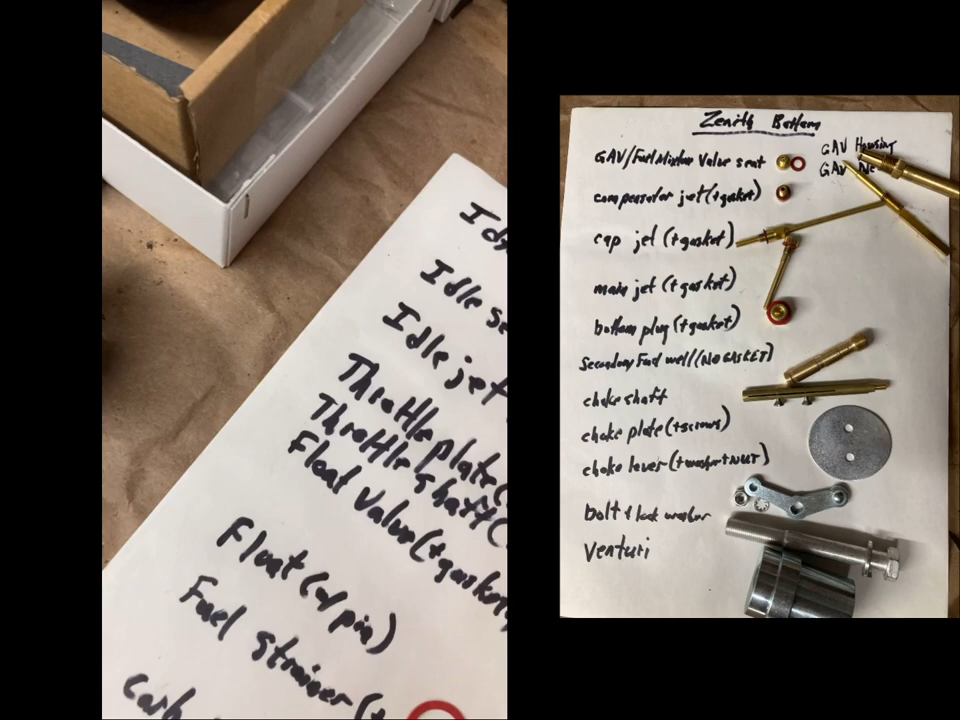 Idle se
Idle jet
Throttle plate(
Throttle shaft(
Float Valve(+gasket
Float (w/pin)
Fuel strainer (+
carb
Zenith Bottom
GAV/Fuel Mixture Valve seat
GAV Housing
GAV
compensator jet (+gasket)
cap jet (+gasket)
main jet (+gasket)
bottom plug (+gasket)
Secondary Fuel well (NO GASKET)
choke shaft
choke plate (+screws)
choke lever (+washer+NUT)
bolt + lock washer
Venturi